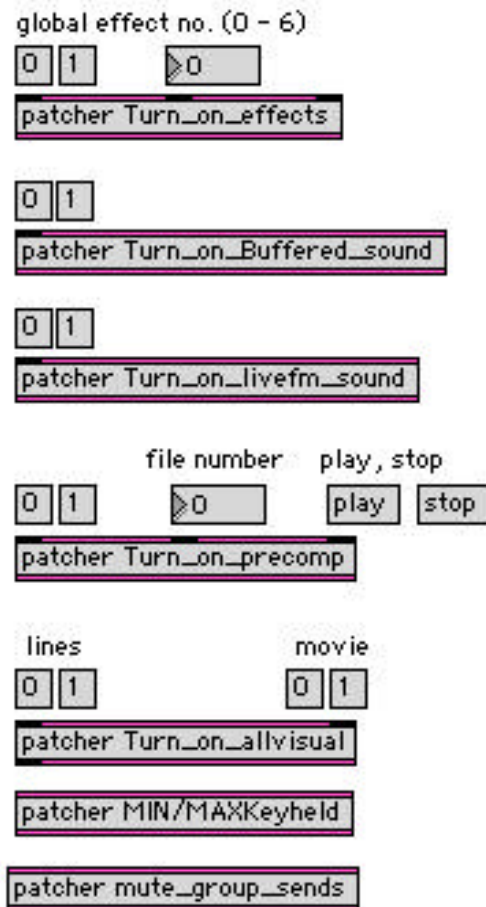 global effect no. (0 - 6)
0 1 0
patcher Turn_on_effects
0 1
patcher Turn_on_Buffered_sound
0 1
patcher Turn_on_livefm_sound
file number play, stop
0 1 0 play stop
patcher Turn_on_precomp
lines movie
0 1 0 1
patcher Turn_on_allvisual
patcher MIN/MAXKeyheld
patcher mute_group_sends